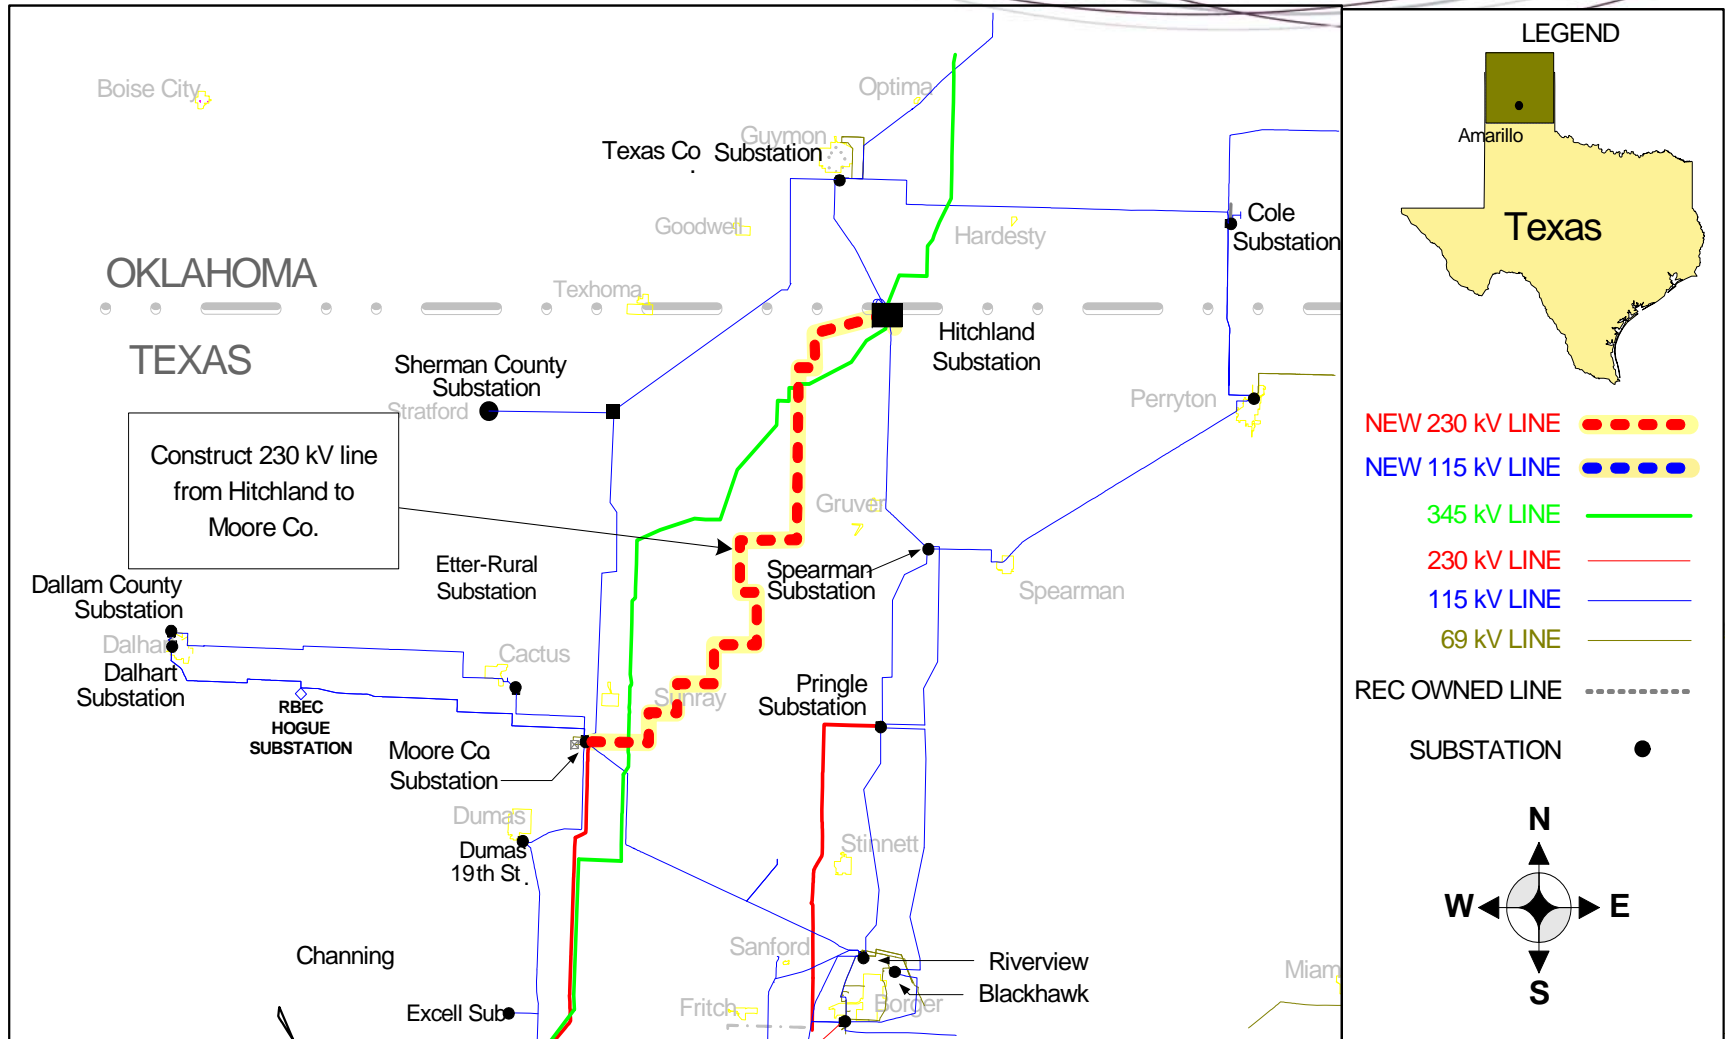 Boise City
Optima
Guymon
Texas Co Substation
.
Goodwell
Hardesty
Cole
Substation
OKLAHOMA
Texhoma
TEXAS
Hitchland
Substation
Sherman County
Substation
Stratford
Perryton
Construct 230 kV line
from Hitchland to
Moore Co.
Gruver
Etter-Rural
Substation
Spearman
Substation
Spearman
Dallam County
Substation
Dalhart
Dalhart
Substation
Cactus
RBEC
HOGUE
SUBSTATION
Sunray
Pringle
Substation
Moore Co
Substation
Dumas
Dumas
19th St .
Stinnett
Channing
Sanford
Riverview
Blackhawk
Excell Sub
Fritch
Borger
Miam
LEGEND
Amarillo
Texas
NEW 230 kV LINE
NEW 115 kV LINE
345 kV LINE
230 kV LINE
115 kV LINE
69 kV LINE
REC OWNED LINE
SUBSTATION
N
W E
S